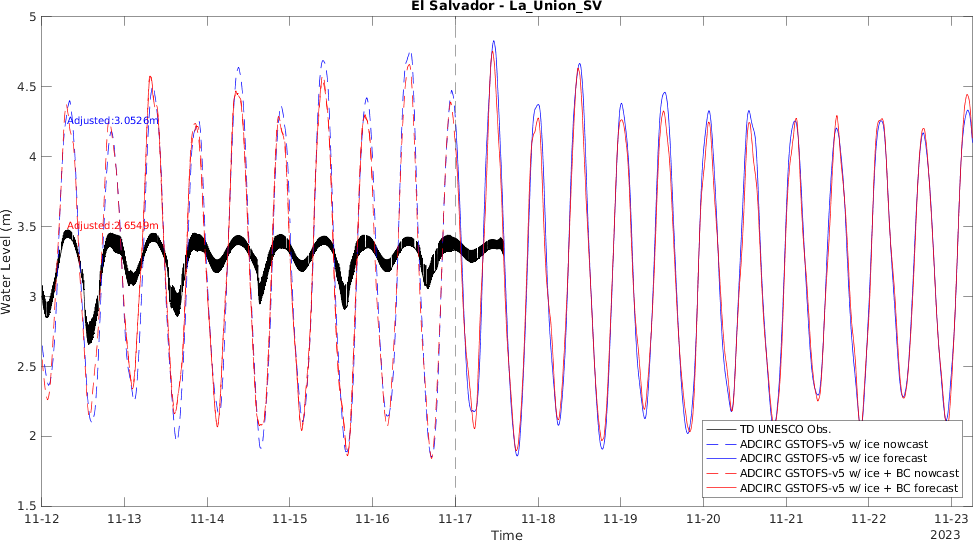 El Salvador - La_Union_SV
5
4.5
4
3.5
3
2.5
2
1.5
Water Level (m)
Adjusted:3.0526m
Adjusted:2.6549m
TD UNESCO Obs.
ADCIRC GSTOFS-v5 w/ ice nowcast
ADCIRC GSTOFS-v5 w/ ice forecast
ADCIRC GSTOFS-v5 w/ ice + BC nowcast
ADCIRC GSTOFS-v5 w/ ice + BC forecast
11-12 11-13 11-14 11-15 11-16 11-17 11-18 11-19 11-20 11-21 11-22 11-23
Time
2023